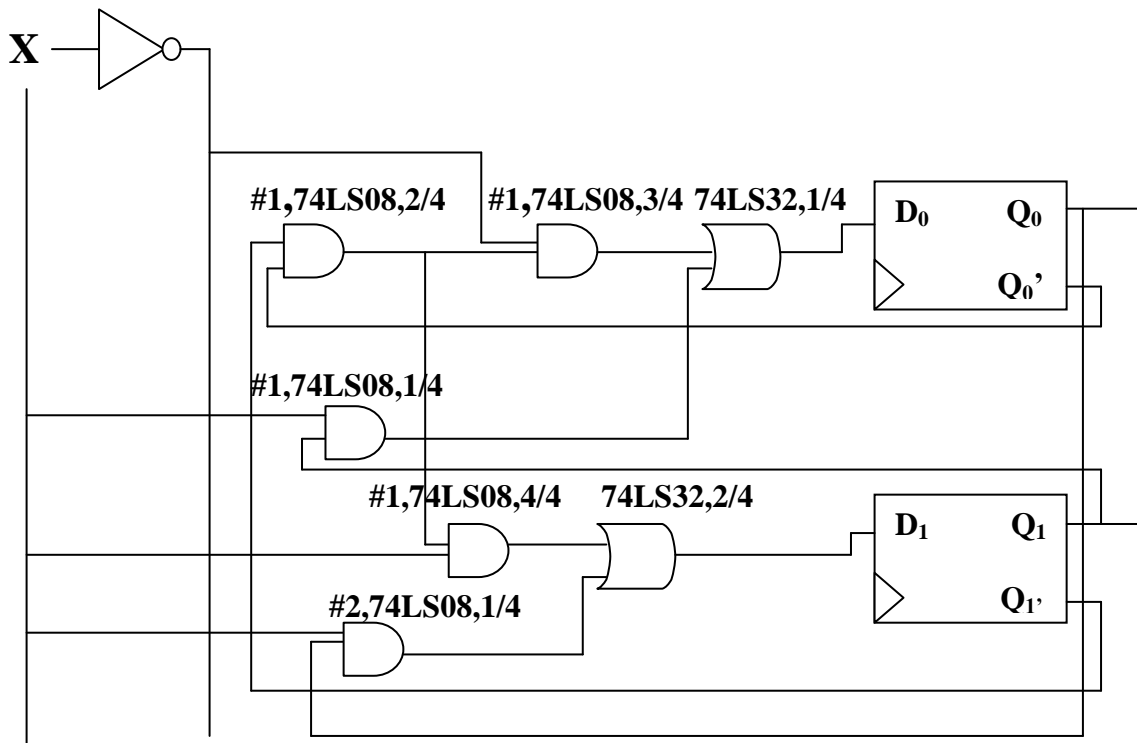 X
#1,74LS08,2/4
#1,74LS08,3/4
74LS32,1/4
D₀ Q₀
Q₀’
#1,74LS08,1/4
#1,74LS08,4/4
74LS32,2/4
D₁ Q₁
#2,74LS08,1/4
Q₁’